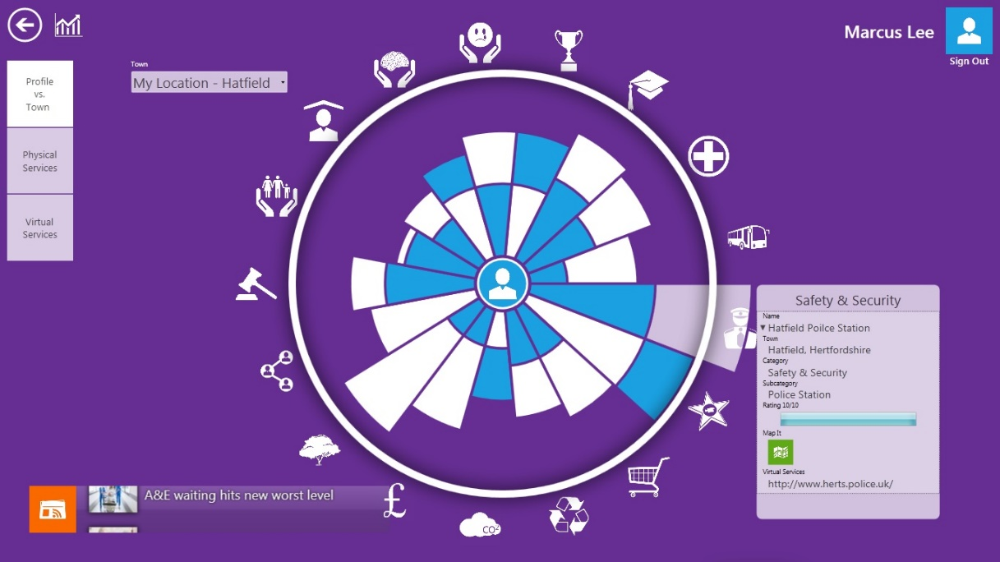 Marcus Lee
Sign Out
Profile
vs.
Town
Town
My Location - Hatfield
Physical
Services
Virtual
Services
Safety & Security
Name
Hatfield Poilce Station
Town
Hatfield, Hertfordshire
Category
Safety & Security
Subcategory
Police Station
Rating 10/10
Map It
Virtual Services
http://www.herts.police.uk/
A&E waiting hits new worst level
£
CO²